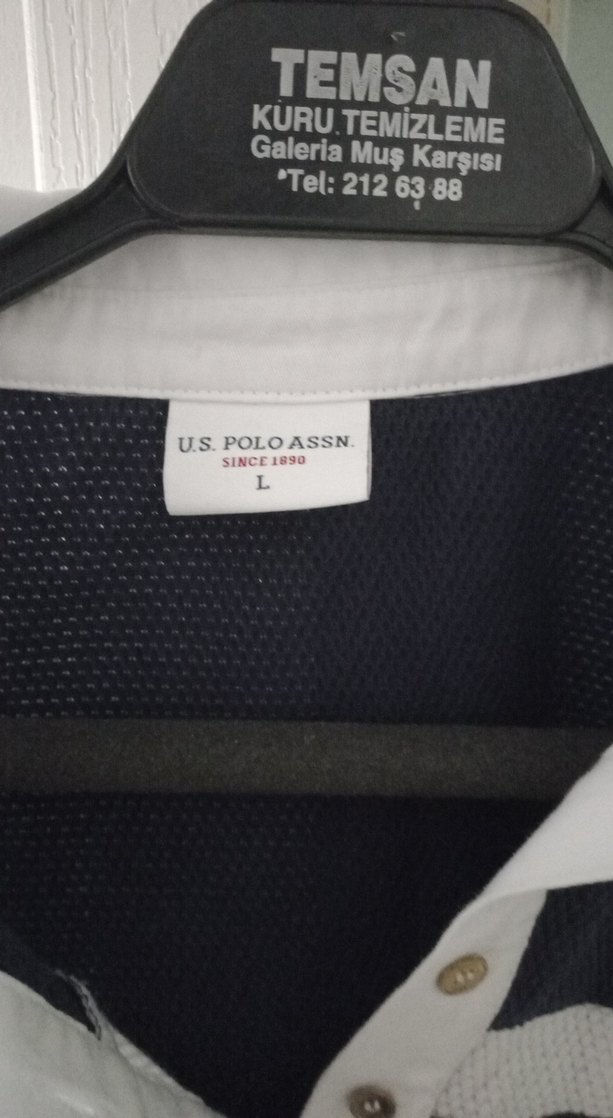 TEMSAN
KURU TEMİZLEME
Galeria Muş Karşısı
Tel: 212 63 88
U.S. POLO ASSN.
SINCE 1890
L